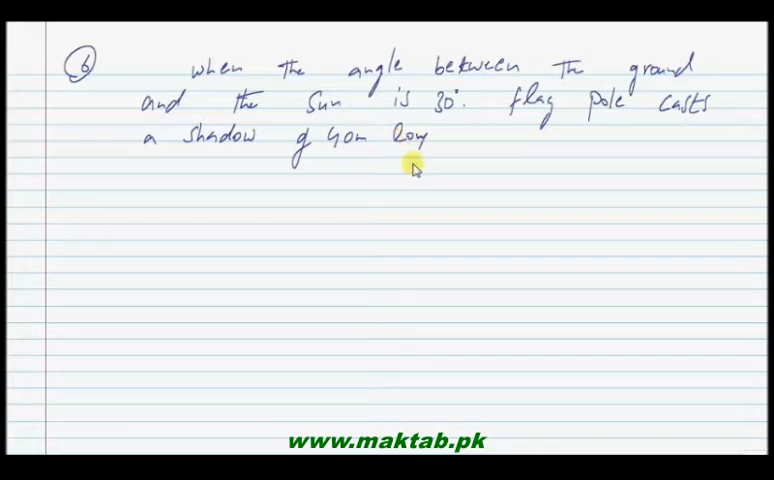 6 when the angle between the ground
and the sun is 30°. flag pole casts
a shadow of 40m long
www.maktab.pk